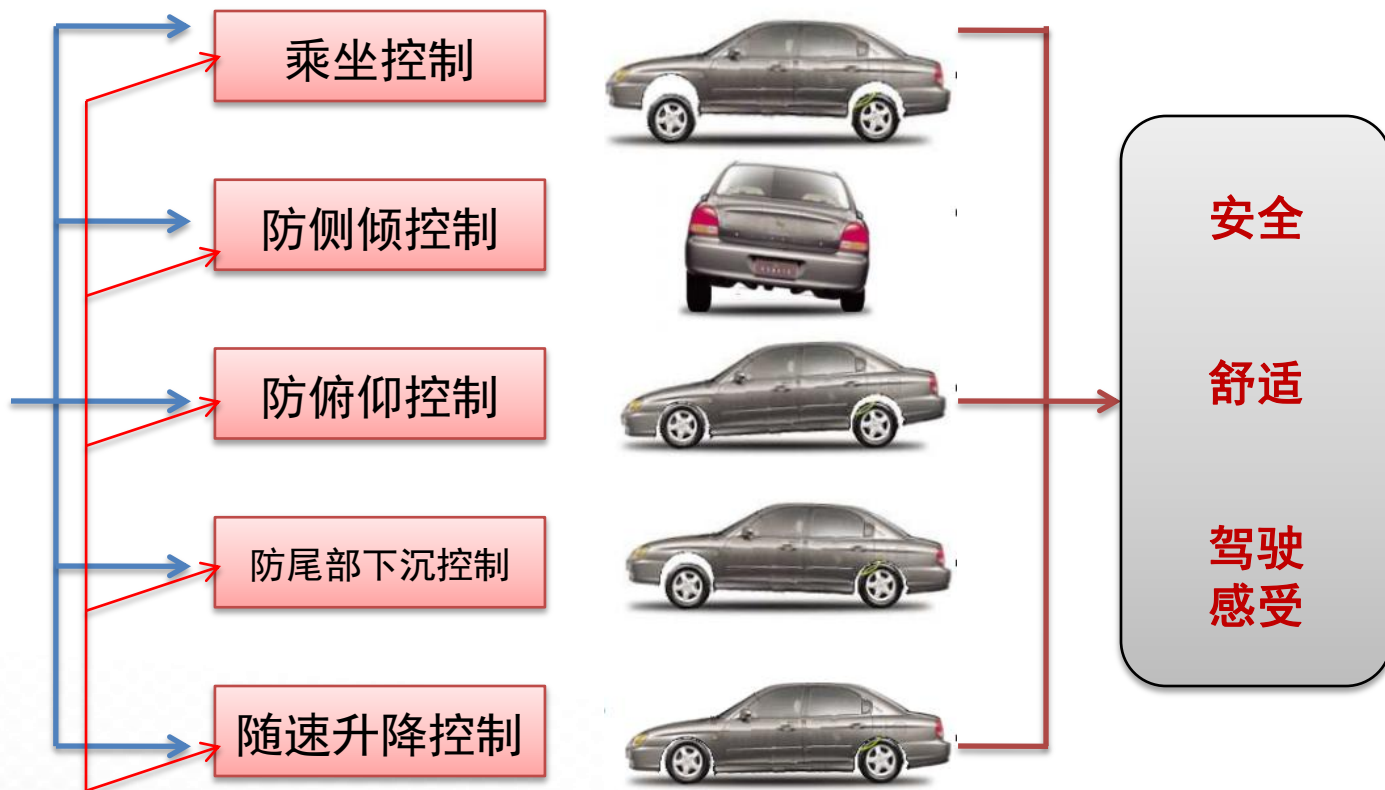 乘坐控制
防侧倾控制
防俯仰控制
防尾部下沉控制
随速升降控制
安全
舒适
驾驶
感受